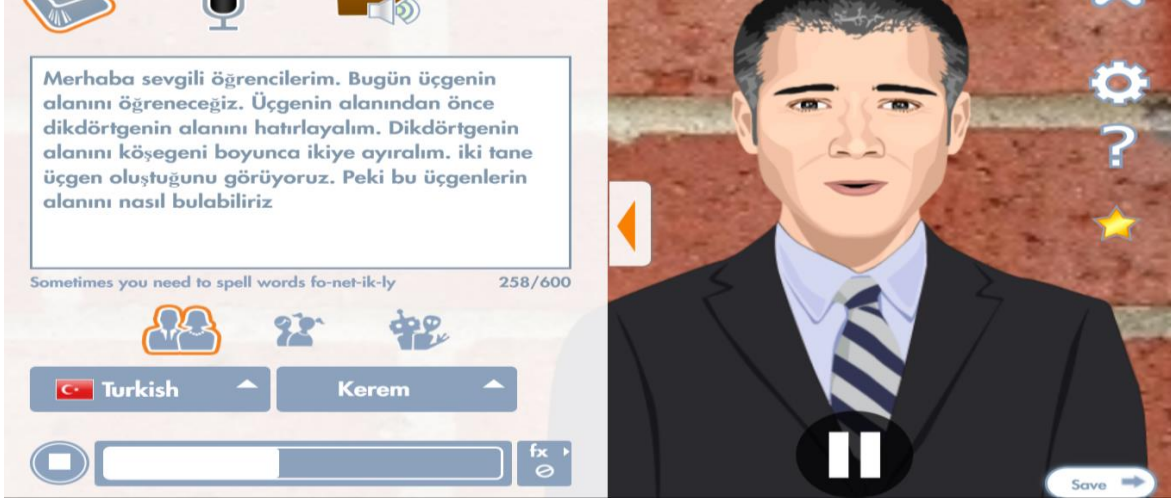 Merhaba sevgili öğrencilerim. Bugün üçgenin
alanını öğreneceğiz. Üçgenin alanından önce
dikdörtgenin alanını hatırlayalım. Dikdörtgenin
alanını köşegeni boyunca ikiye ayıralım. iki tane
üçgen oluştuğunu görüyoruz. Peki bu üçgenlerin
alanını nasıl bulabiliriz
Sometimes you need to spell words fo-net-ik-ly 258/600
Turkish Kerem
fx
?
Save